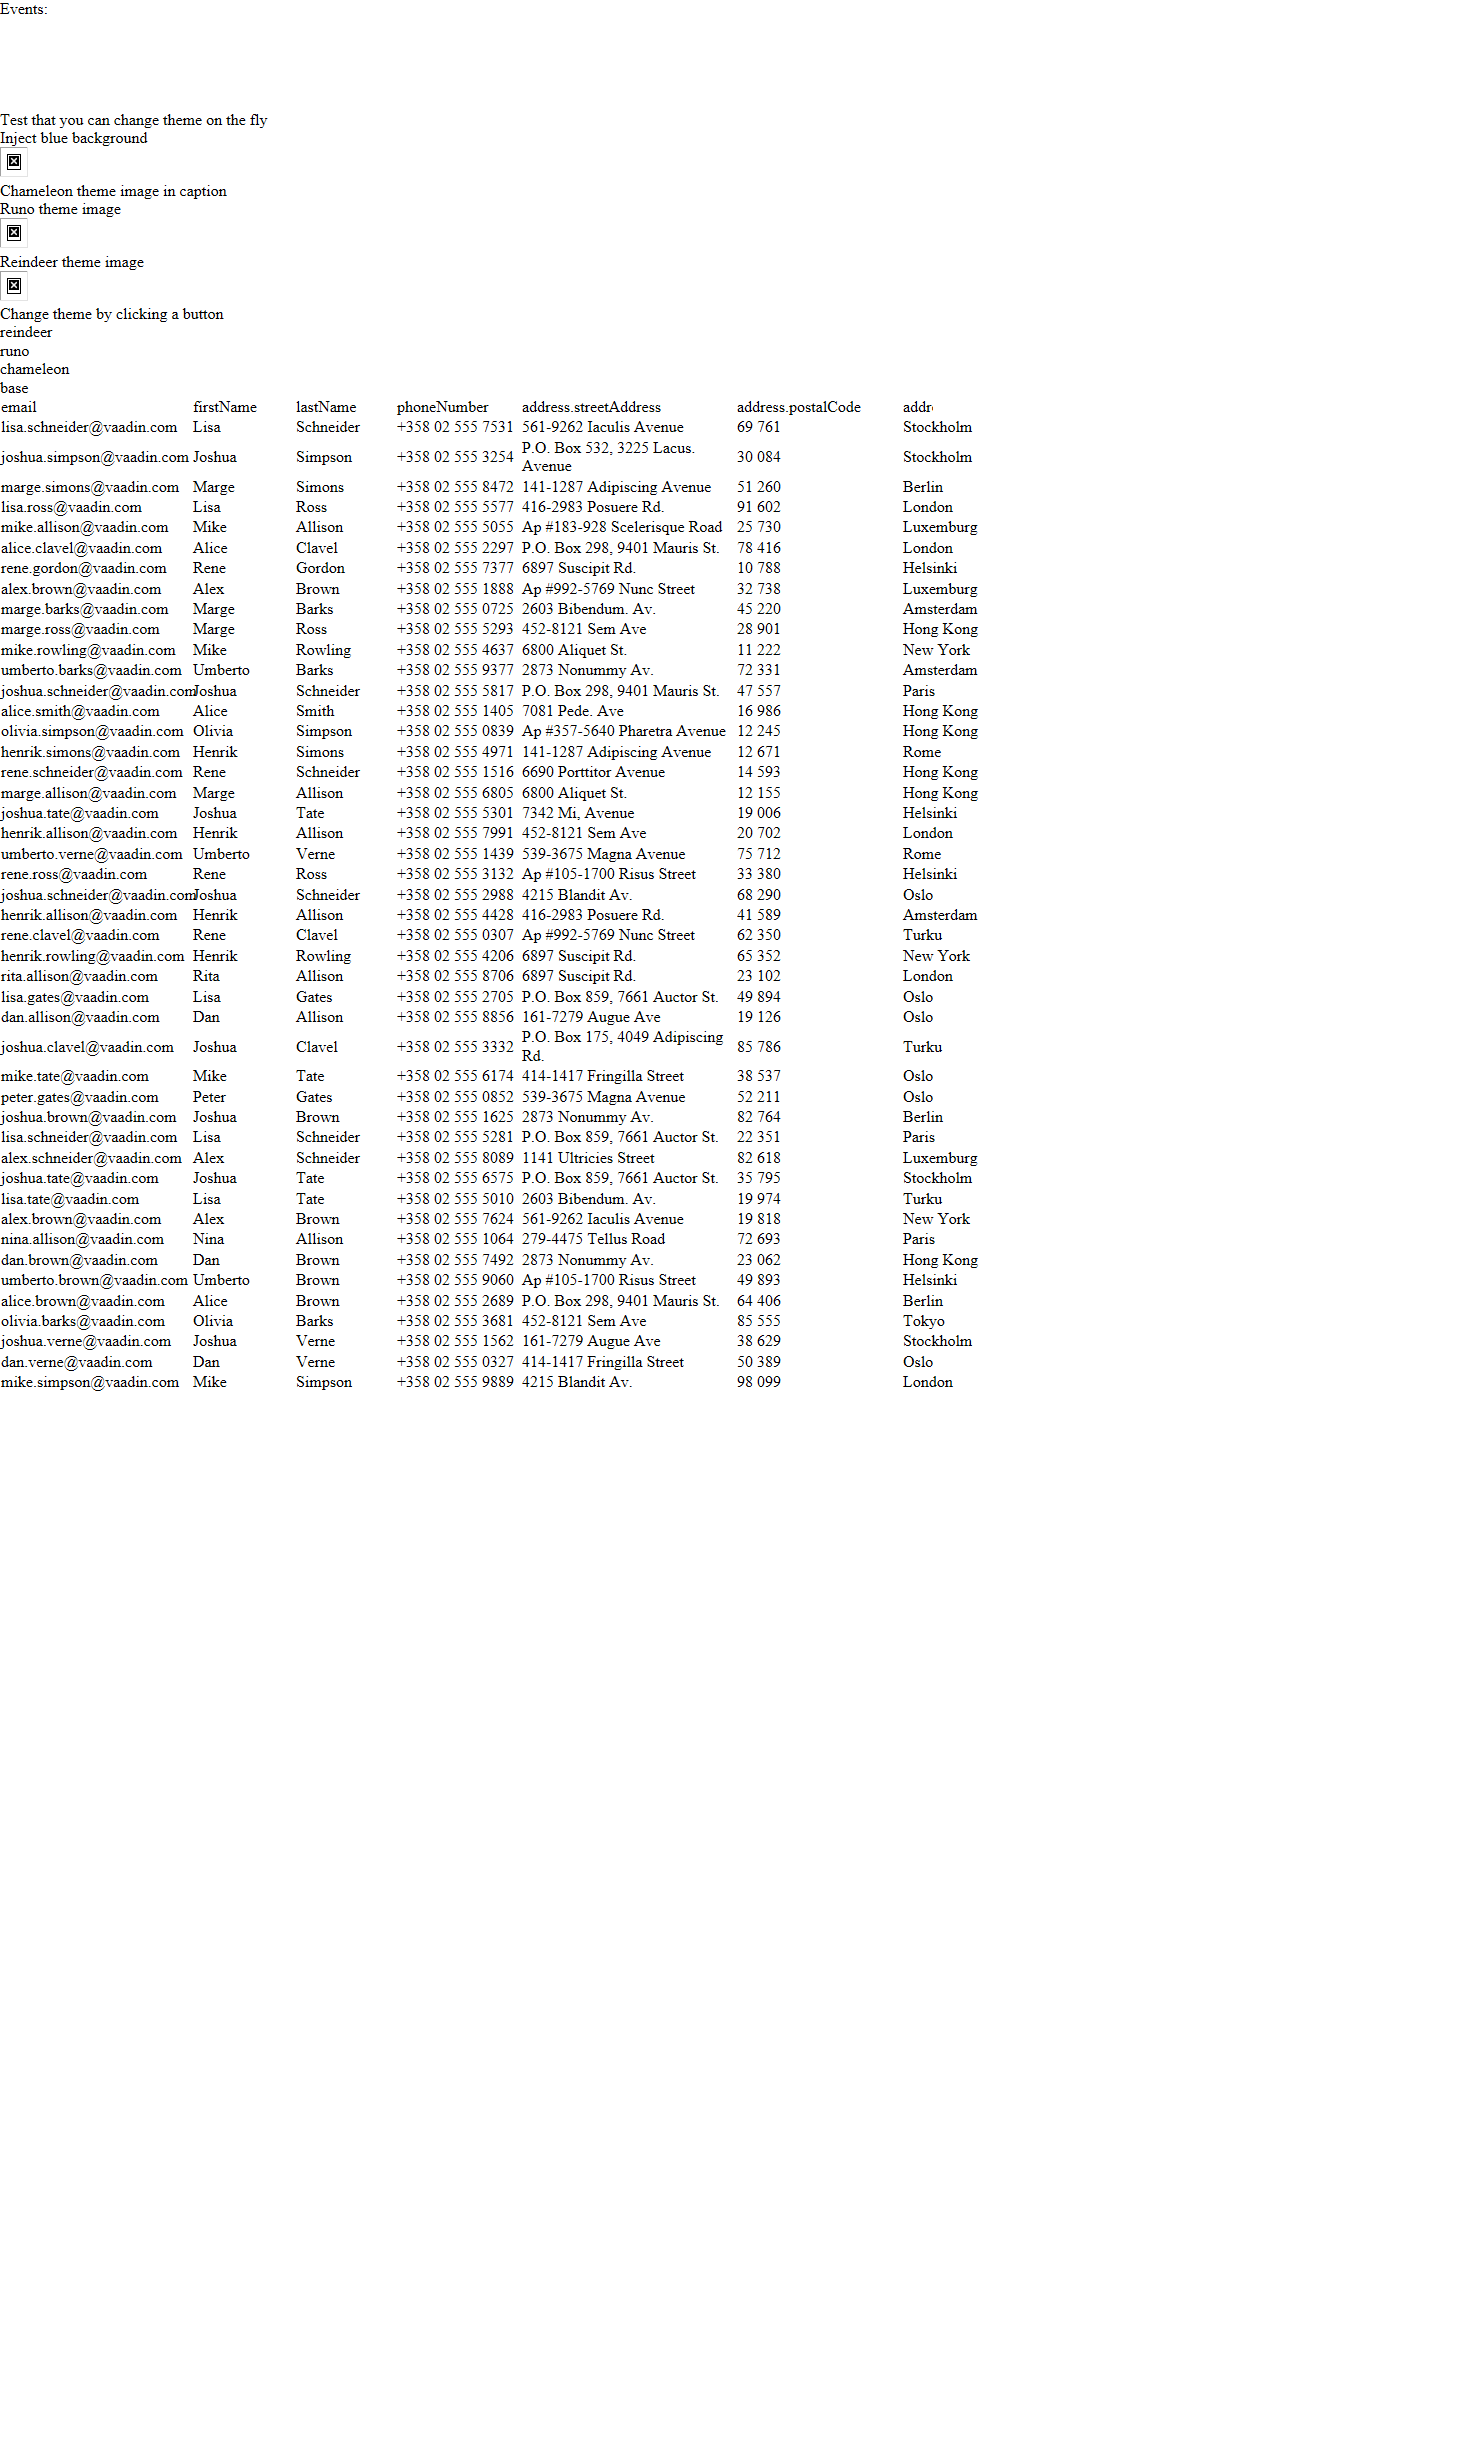 Events:
Test that you can change theme on the fly
Inject blue background
Chameleon theme image in caption
Runo theme image
Reindeer theme image
Change theme by clicking a button
reindeer
runo
chameleon
base
email firstName lastName phoneNumber address.streetAddress address.postalCode addr
lisa.schneider@vaadin.com Lisa Schneider +358 02 555 7531 561-9262 Iaculis Avenue 69 761 Stockholm
joshua.simpson@vaadin.com Joshua Simpson +358 02 555 3254 P.O. Box 532, 3225 Lacus. Avenue 30 084 Stockholm
marge.simons@vaadin.com Marge Simons +358 02 555 8472 141-1287 Adipiscing Avenue 51 260 Berlin
lisa.ross@vaadin.com Lisa Ross +358 02 555 5577 416-2983 Posuere Rd. 91 602 London
mike.allison@vaadin.com Mike Allison +358 02 555 5055 Ap #183-928 Scelerisque Road 25 730 Luxemburg
alice.clavel@vaadin.com Alice Clavel +358 02 555 2297 P.O. Box 298, 9401 Mauris St. 78 416 London
rene.gordon@vaadin.com Rene Gordon +358 02 555 7377 6897 Suscipit Rd. 10 788 Helsinki
alex.brown@vaadin.com Alex Brown +358 02 555 1888 Ap #992-5769 Nunc Street 32 738 Luxemburg
marge.barks@vaadin.com Marge Barks +358 02 555 0725 2603 Bibendum. Av. 45 220 Amsterdam
marge.ross@vaadin.com Marge Ross +358 02 555 5293 452-8121 Sem Ave 28 901 Hong Kong
mike.rowling@vaadin.com Mike Rowling +358 02 555 4637 6800 Aliquet St. 11 222 New York
umberto.barks@vaadin.com Umberto Barks +358 02 555 9377 2873 Nonummy Av. 72 331 Amsterdam
joshua.schneider@vaadin.com Joshua Schneider +358 02 555 5817 P.O. Box 298, 9401 Mauris St. 47 557 Paris
alice.smith@vaadin.com Alice Smith +358 02 555 1405 7081 Pede. Ave 16 986 Hong Kong
olivia.simpson@vaadin.com Olivia Simpson +358 02 555 0839 Ap #357-5640 Pharetra Avenue 12 245 Hong Kong
henrik.simons@vaadin.com Henrik Simons +358 02 555 4971 141-1287 Adipiscing Avenue 12 671 Rome
rene.schneider@vaadin.com Rene Schneider +358 02 555 1516 6690 Porttitor Avenue 14 593 Hong Kong
marge.allison@vaadin.com Marge Allison +358 02 555 6805 6800 Aliquet St. 12 155 Hong Kong
joshua.tate@vaadin.com Joshua Tate +358 02 555 5301 7342 Mi, Avenue 19 006 Helsinki
henrik.allison@vaadin.com Henrik Allison +358 02 555 7991 452-8121 Sem Ave 20 702 London
umberto.verne@vaadin.com Umberto Verne +358 02 555 1439 539-3675 Magna Avenue 75 712 Rome
rene.ross@vaadin.com Rene Ross +358 02 555 3132 Ap #105-1700 Risus Street 33 380 Helsinki
joshua.schneider@vaadin.com Joshua Schneider +358 02 555 2988 4215 Blandit Av. 68 290 Oslo
henrik.allison@vaadin.com Henrik Allison +358 02 555 4428 416-2983 Posuere Rd. 41 589 Amsterdam
rene.clavel@vaadin.com Rene Clavel +358 02 555 0307 Ap #992-5769 Nunc Street 62 350 Turku
henrik.rowling@vaadin.com Henrik Rowling +358 02 555 4206 6897 Suscipit Rd. 65 352 New York
rita.allison@vaadin.com Rita Allison +358 02 555 8706 6897 Suscipit Rd. 23 102 London
lisa.gates@vaadin.com Lisa Gates +358 02 555 2705 P.O. Box 859, 7661 Auctor St. 49 894 Oslo
dan.allison@vaadin.com Dan Allison +358 02 555 8856 161-7279 Augue Ave 19 126 Oslo
joshua.clavel@vaadin.com Joshua Clavel +358 02 555 3332 P.O. Box 175, 4049 Adipiscing Rd. 85 786 Turku
mike.tate@vaadin.com Mike Tate +358 02 555 6174 414-1417 Fringilla Street 38 537 Oslo
peter.gates@vaadin.com Peter Gates +358 02 555 0852 539-3675 Magna Avenue 52 211 Oslo
joshua.brown@vaadin.com Joshua Brown +358 02 555 1625 2873 Nonummy Av. 82 764 Berlin
lisa.schneider@vaadin.com Lisa Schneider +358 02 555 5281 P.O. Box 859, 7661 Auctor St. 22 351 Paris
alex.schneider@vaadin.com Alex Schneider +358 02 555 8089 1141 Ultricies Street 82 618 Luxemburg
joshua.tate@vaadin.com Joshua Tate +358 02 555 6575 P.O. Box 859, 7661 Auctor St. 35 795 Stockholm
lisa.tate@vaadin.com Lisa Tate +358 02 555 5010 2603 Bibendum. Av. 19 974 Turku
alex.brown@vaadin.com Alex Brown +358 02 555 7624 561-9262 Iaculis Avenue 19 818 New York
nina.allison@vaadin.com Nina Allison +358 02 555 1064 279-4475 Tellus Road 72 693 Paris
dan.brown@vaadin.com Dan Brown +358 02 555 7492 2873 Nonummy Av. 23 062 Hong Kong
umberto.brown@vaadin.com Umberto Brown +358 02 555 9060 Ap #105-1700 Risus Street 49 893 Helsinki
alice.brown@vaadin.com Alice Brown +358 02 555 2689 P.O. Box 298, 9401 Mauris St. 64 406 Berlin
olivia.barks@vaadin.com Olivia Barks +358 02 555 3681 452-8121 Sem Ave 85 555 Tokyo
joshua.verne@vaadin.com Joshua Verne +358 02 555 1562 161-7279 Augue Ave 38 629 Stockholm
dan.verne@vaadin.com Dan Verne +358 02 555 0327 414-1417 Fringilla Street 50 389 Oslo
mike.simpson@vaadin.com Mike Simpson +358 02 555 9889 4215 Blandit Av. 98 099 London